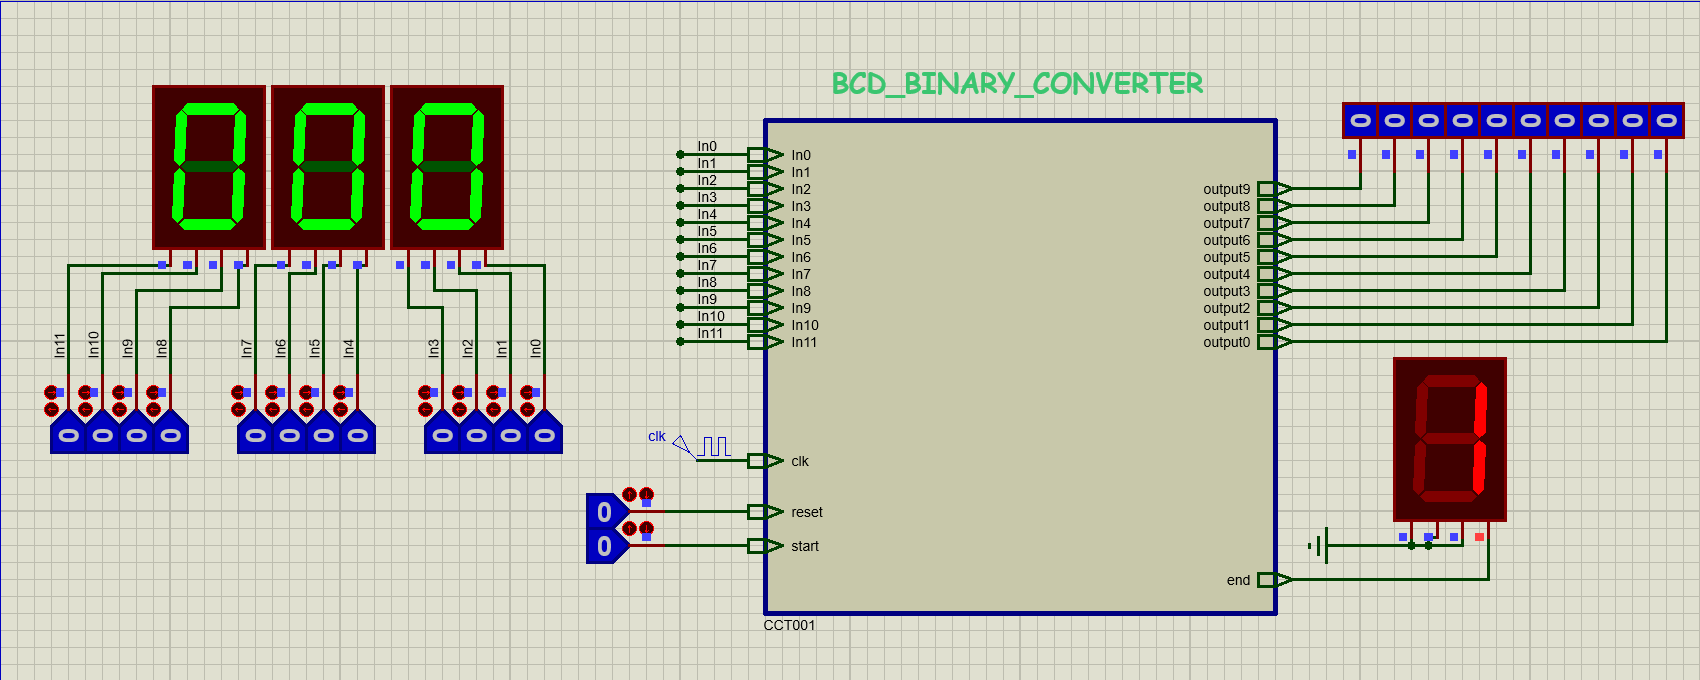 BCD_BINARY_CONVERTER
0 0 0
0 0 0 0 0 0 0 0 0 0
In11 In10 In9 In8 In7 In6 In5 In4 In3 In2 In1 In0
0 0 0 0 0 0 0 0 0 0 0 0
In0 In0
In1 In1
In2 In2 output9
In3 In3 output8
In4 In4 output7
In5 In5 output6
In6 In6 output5
In7 In7 output4
In8 In8 output3
In9 In9 output2
In10 In10 output1
In11 In11 output0
1
clk clk
0 reset
0 start
end
CCT001